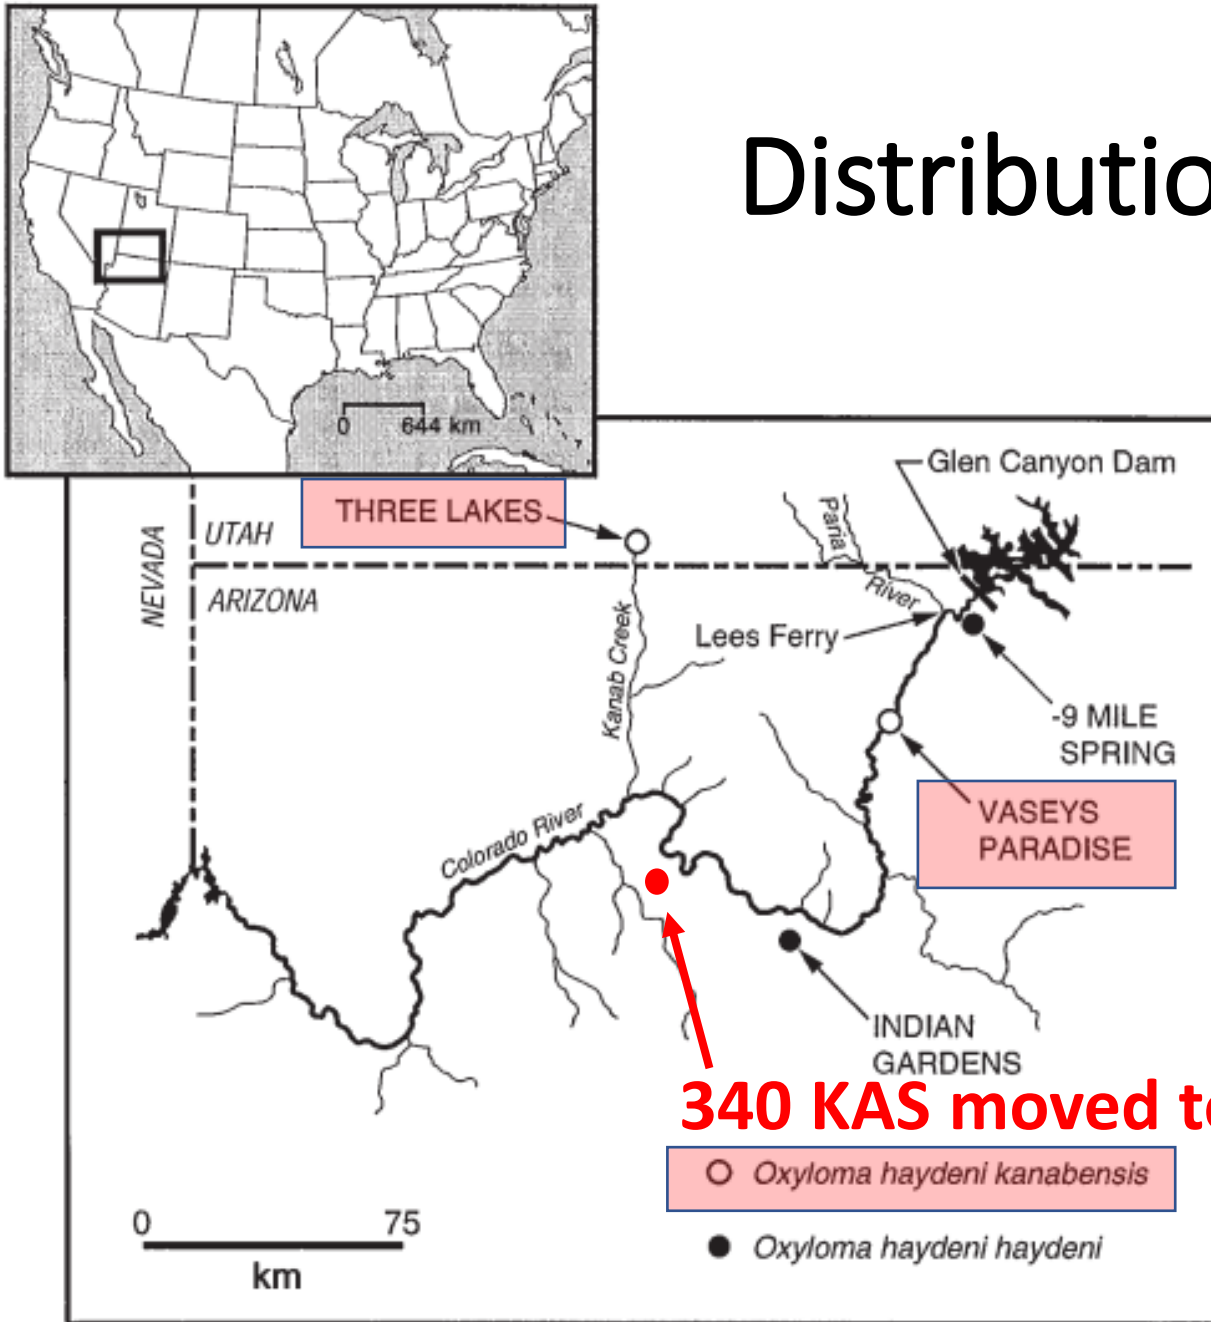 Distributio
0 644 km
Glen Canyon Dam
THREE LAKES
UTAH
NEVADA
ARIZONA
Paria
River
Lees Ferry
Kanab Creek
-9 MILE
SPRING
VASEYS
PARADISE
Colorado River
INDIAN
GARDENS
340 KAS moved t
Oxyloma haydeni kanabensis
0 75
km
Oxyloma haydeni haydeni